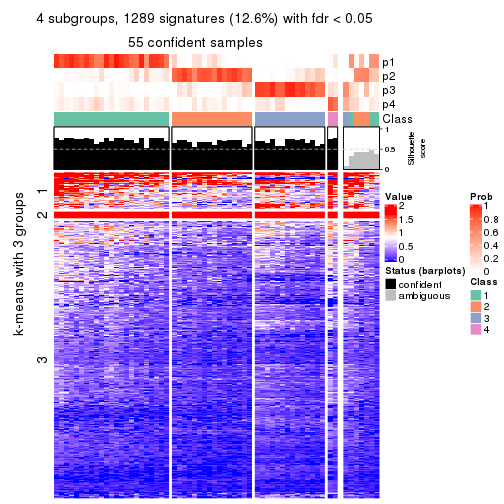 4 subgroups, 1289 signatures (12.6%) with fdr < 0.05
55 confident samples
p1
p2
p3
p4
Class
1
0.5
0
Silhouette
score
k-means with 3 groups
1
2
3
Value
2
1.5
1
0.5
0
Status (barplots)
confident
ambiguous
Prob
1
0.8
0.6
0.4
0.2
0
Class
1
2
3
4